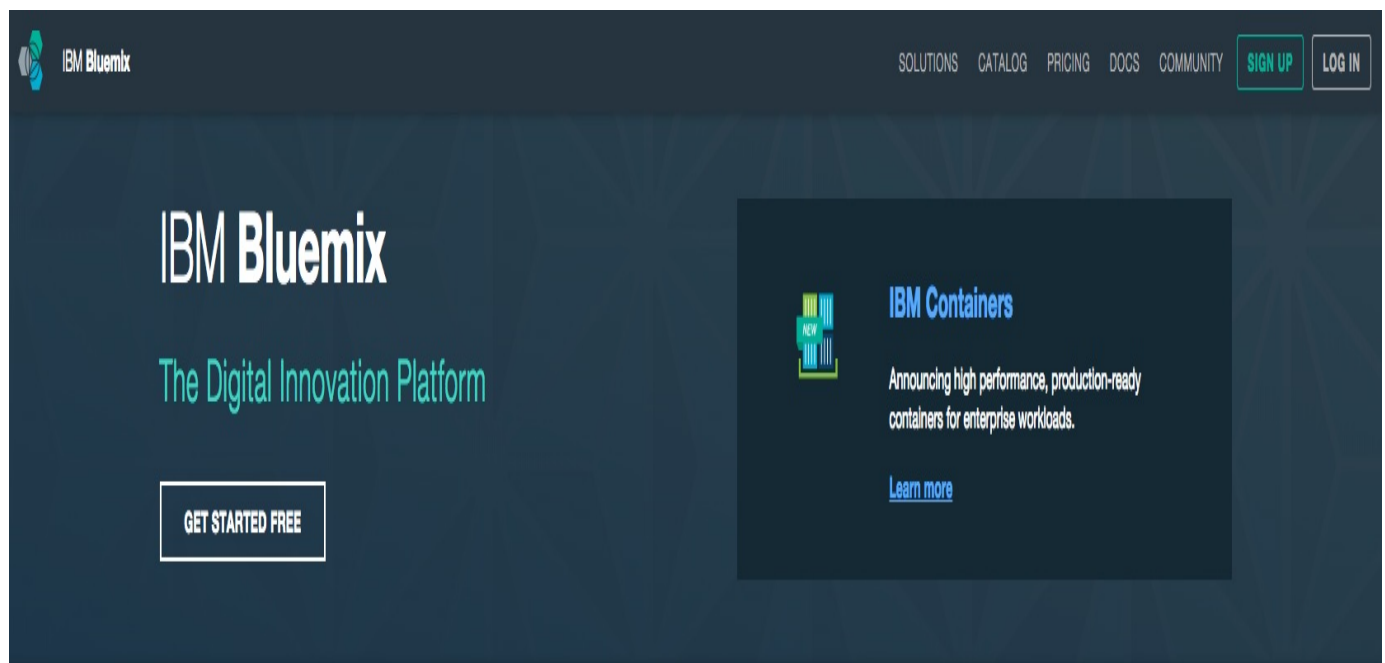 IBM Bluemix
SOLUTIONS CATALOG PRICING DOCS COMMUNITY SIGN UP LOG IN
IBM Bluemix
The Digital Innovation Platform
GET STARTED FREE
NEW
IBM Containers
Announcing high performance, production-ready
containers for enterprise workloads.
Learn more